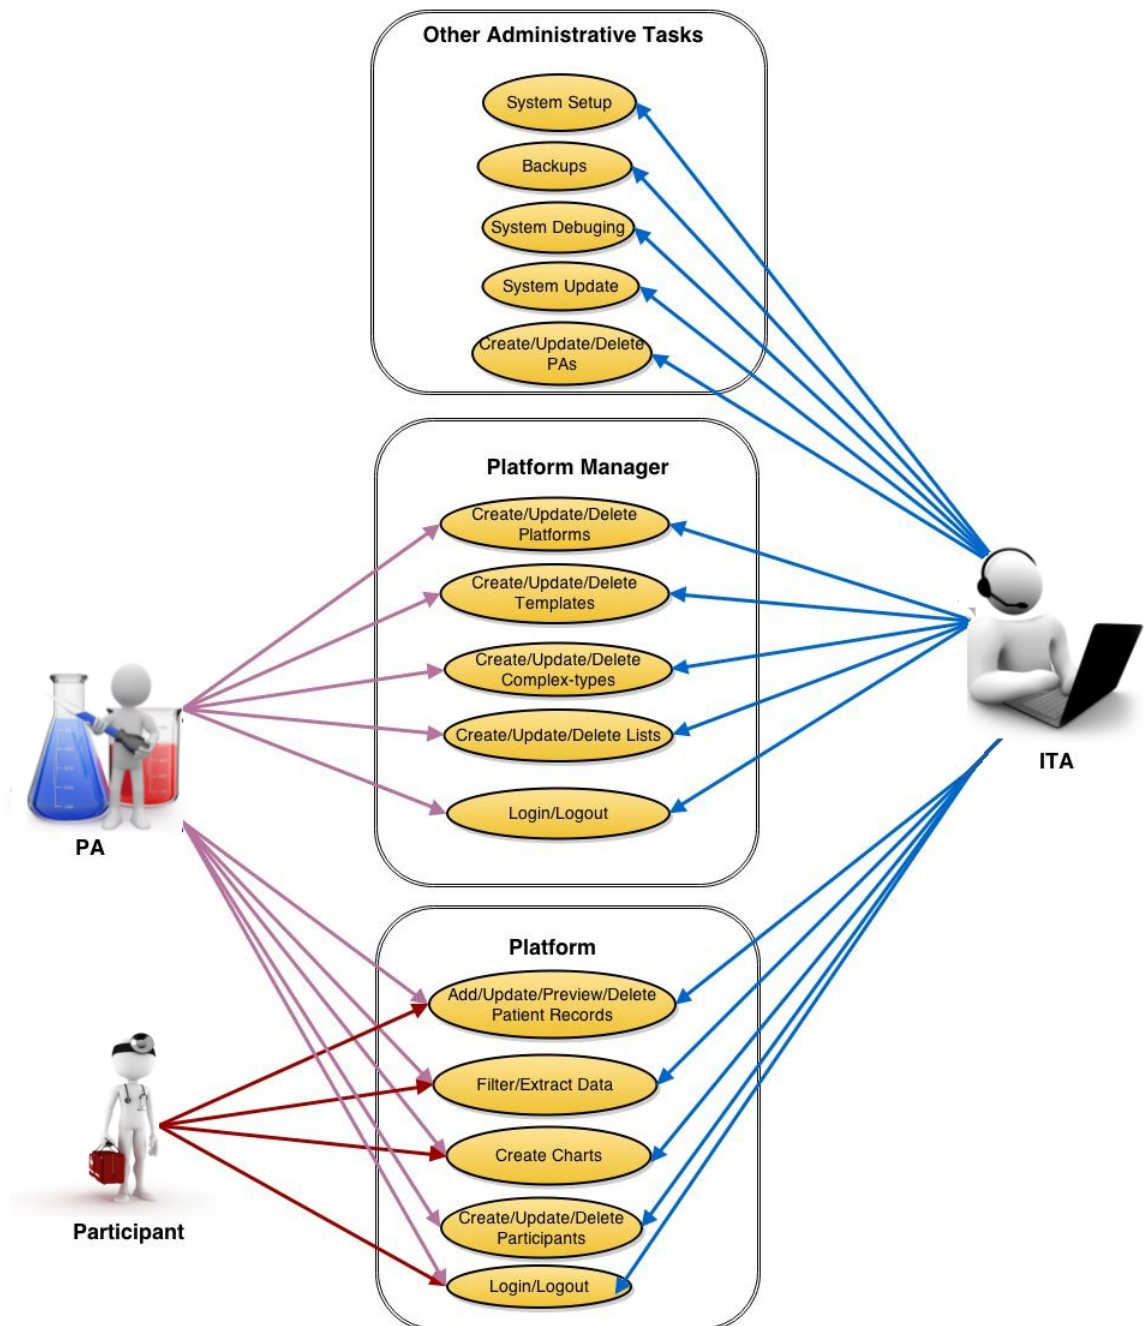 Other Administrative Tasks
System Setup
Backups
System Debuging
System Update
Create/Update/Delete
PAs
Platform Manager
Create/Update/Delete
Platforms
Create/Update/Delete
Templates
Create/Update/Delete
Complex-types
Create/Update/Delete Lists
Login/Logout
ITA
PA
Platform
Add/Update/Preview/Delete
Patient Records
Filter/Extract Data
Create Charts
Create/Update/Delete
Participants
Login/Logout
Participant